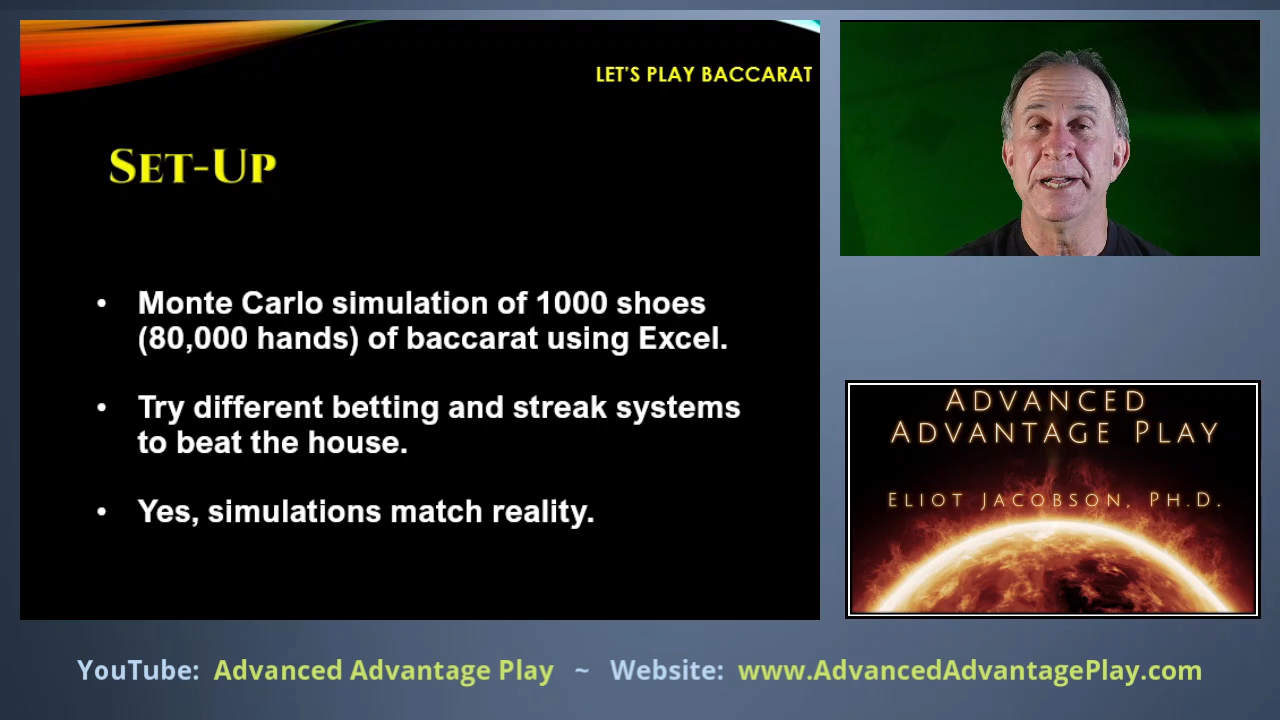 LET'S PLAY BACCARAT
SET-UP
• Monte Carlo simulation of 1000 shoes
(80,000 hands) of baccarat using Excel.
• Try different betting and streak systems
to beat the house.
• Yes, simulations match reality.
ADVANCED
ADVANTAGE PLAY
ELIOT JACOBSON, PH.D.
YouTube: Advanced Advantage Play ~ Website: www.AdvancedAdvantagePlay.com